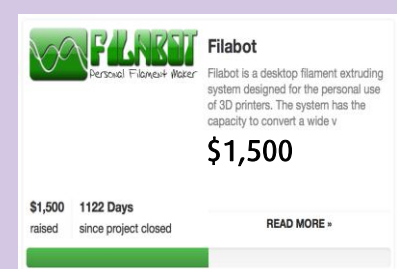 FILABOT
Personal Filament Maker
Filabot
Filabot is a desktop filament extruding
system designed for the personal use
of 3D printers. The system has the
capacity to convert a wide v
$1,500
$1,500
raised
1122 Days
since project closed
READ MORE »